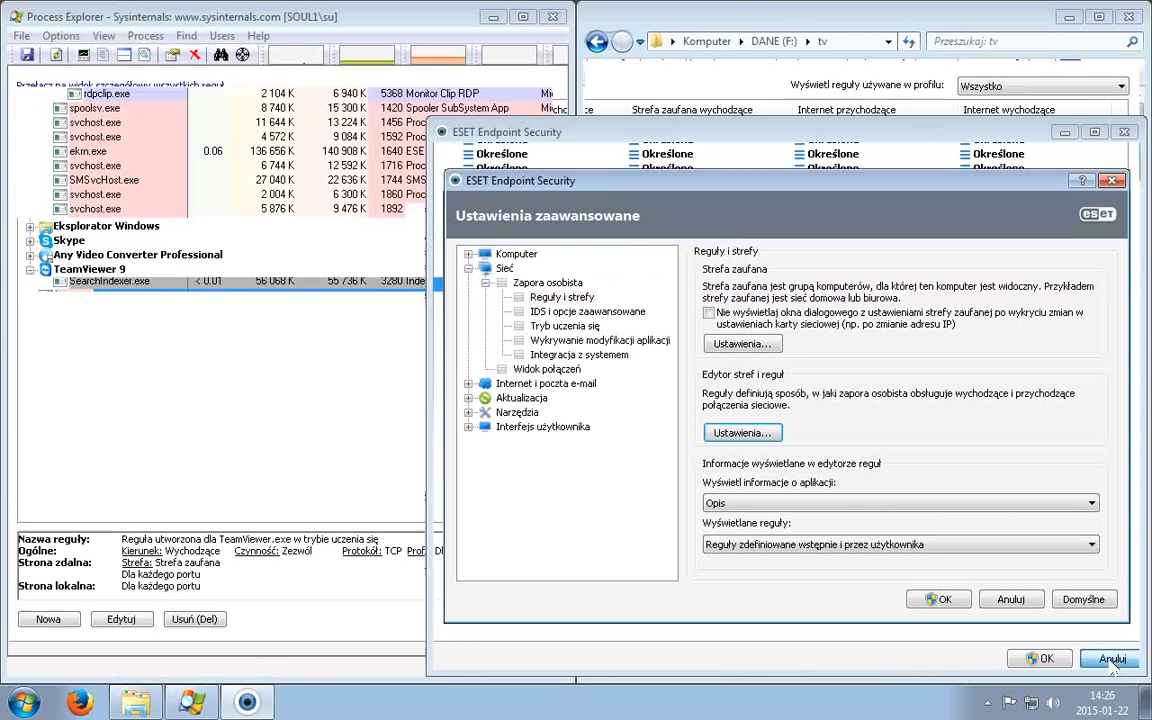 Process Explorer - Sysinternals: www.sysinternals.com [SOUL1\su]
File Options View Process Find Users Help
Przełącz na widok szczegółowy wszystkich reguł
rdpclip.exe 2 104 K 6 940 K 5368 Monitor Clip RDP
spoolsv.exe 8 740 K 15 300 K 1420 Spooler SubSystem App
svchost.exe 11 644 K 13 224 K 1456 Proc
svchost.exe 4 572 K 9 084 K 1592 Proc
ekrn.exe 0.06 136 656 K 140 908 K 1640 ESE
svchost.exe 6 744 K 12 592 K 1716 Proc
SMSvcHost.exe 27 040 K 22 636 K 1744 SMS
svchost.exe 2 004 K 6 300 K 1860 Proc
svchost.exe 5 876 K 9 476 K 1892
Eksplorator Windows
Skype
Any Video Converter Professional
TeamViewer 9
SearchIndexer.exe < 0.01 56 068 K 55 736 K 3280 Inde
Nazwa reguły: Reguła utworzona dla TeamViewer.exe w trybie uczenia się
Ogólne: Kierunek: Wychodzące Czynność: Zezwól Protokół: TCP Prof
Strona zdalna: Strefa: Strefa zaufana
Dla każdego portu
Strona lokalna: Dla każdego portu
Nowa Edytuj Usuń (Del)
Komputer DANE (F:) tv
Przeszukaj: tv
Wyświetl reguły używane w profilu: Wszystko
Strefa zaufana wychodzące Internet przychodzące Internet wychodzące
ESET Endpoint Security
Określone Określone Określone Określone
ESET Endpoint Security
Ustawienia zaawansowane
eset
Komputer
Sieć
Zapora osobista
Reguły i strefy
IDS i opcje zaawansowane
Tryb uczenia się
Wykrywanie modyfikacji aplikacji
Integracja z systemem
Widok połączeń
Internet i poczta e-mail
Aktualizacja
Narzędzia
Interfejs użytkownika
Reguły i strefy
Strefa zaufana
Strefa zaufana jest grupą komputerów, dla której ten komputer jest widoczny. Przykładem
strefy zaufanej jest sieć domowa lub biurowa.
Nie wyświetlaj okna dialogowego z ustawieniami strefy zaufanej po wykryciu zmian w
ustawieniach karty sieciowej (np. po zmianie adresu IP)
Ustawienia...
Edytor stref i reguł
Reguły definiują sposób, w jaki zapora osobista obsługuje wychodzące i przychodzące
połączenia sieciowe.
Ustawienia...
Informacje wyświetlane w edytorze reguł
Wyświetl informacje o aplikacji:
Opis
Wyświetlane reguły:
Reguły zdefiniowane wstępnie i przez użytkownika
OK Anuluj Domyślne
OK Anuluj
14:26
2015-01-22